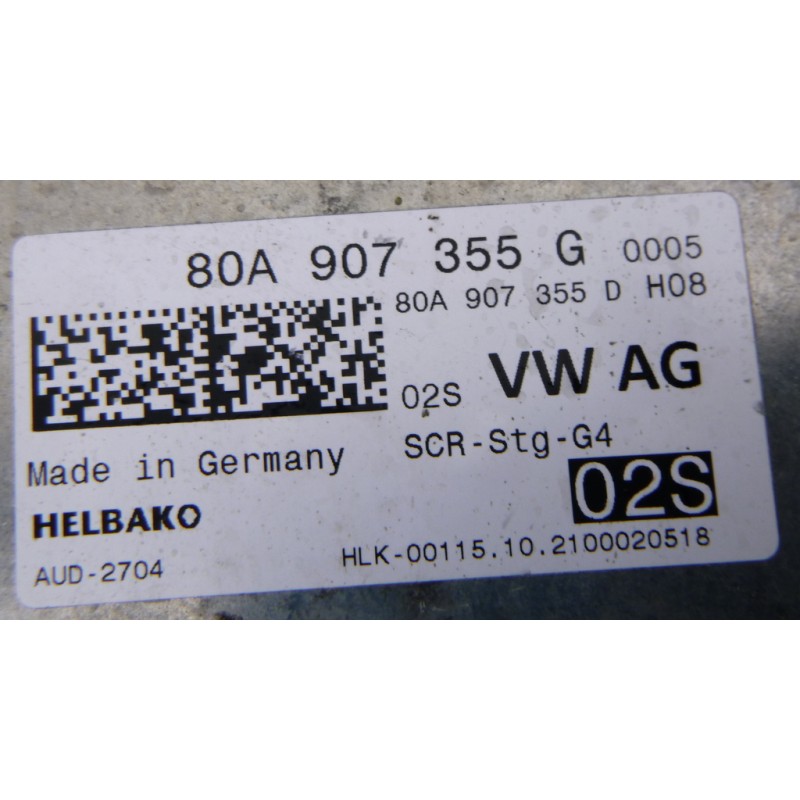 80A 907 355 G 0005
80A 907 355 D H08
02S VW AG
SCR-Stg-G4
Made in Germany
02S
HELBAKO
HLK-00115.10.2100020518
AUD-2704